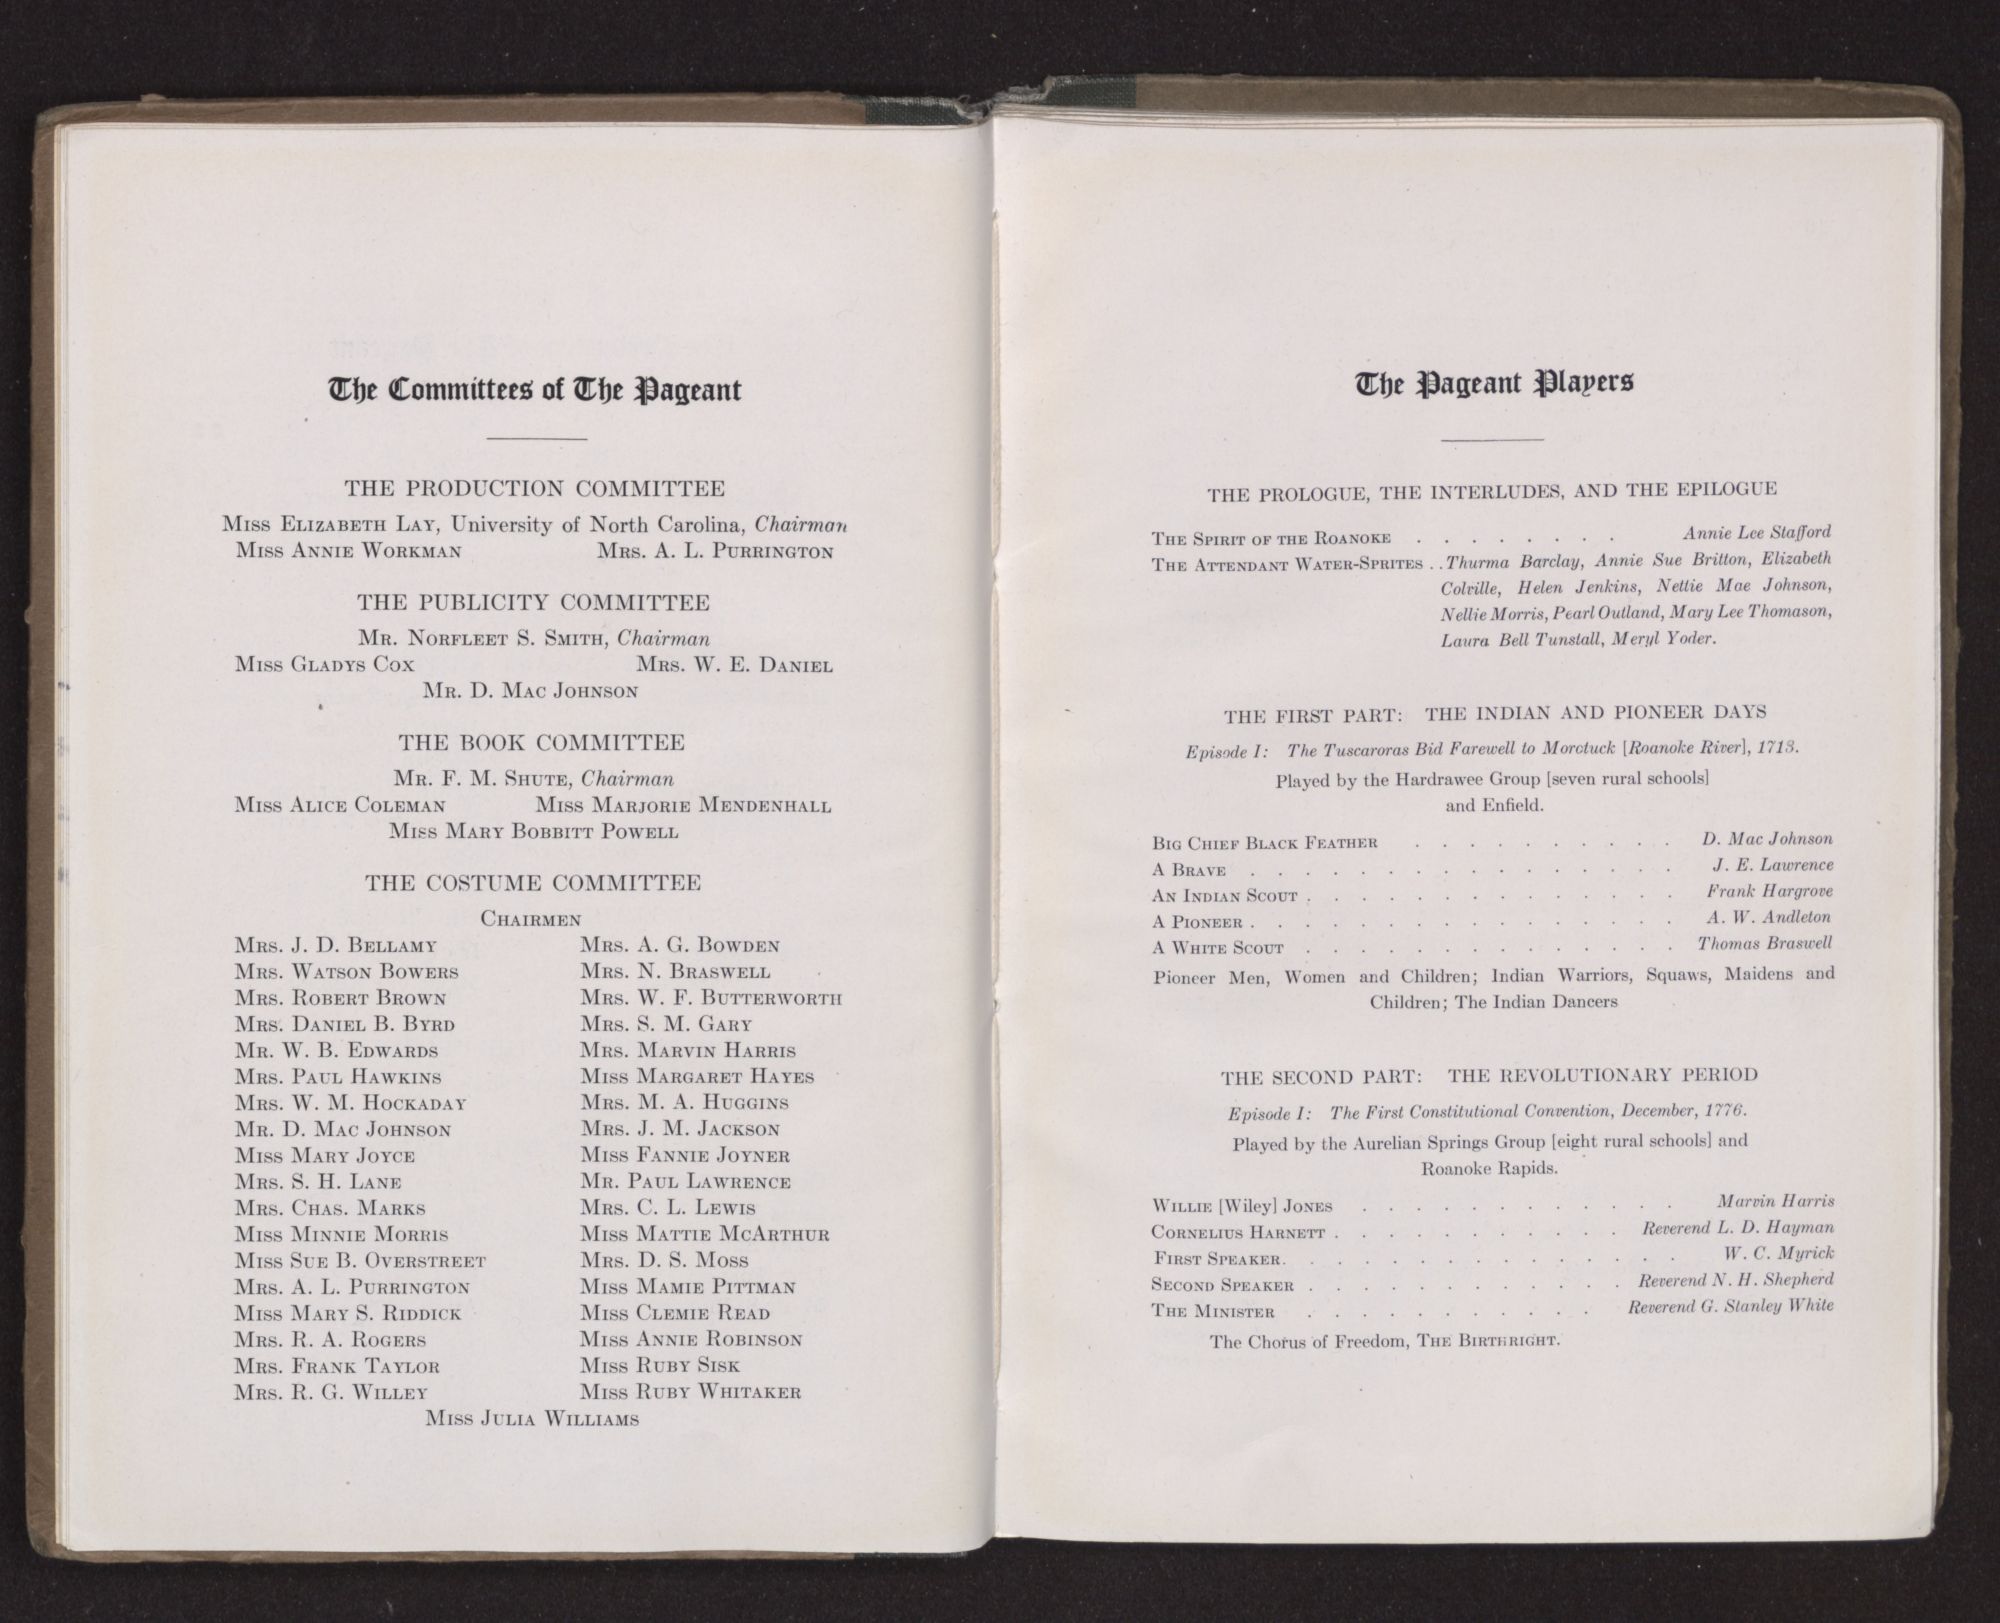 The Committees of The Pageant
THE PRODUCTION COMMITTEE
MISS ELIZABETH LAY, University of North Carolina, Chairman
MISS ANNIE WORKMAN MRS. A. L. PURRINGTON
THE PUBLICITY COMMITTEE
MR. NORFLEET S. SMITH, Chairman
MISS GLADYS COX MRS. W. E. DANIEL
MR. D. MAC JOHNSON
THE BOOK COMMITTEE
MR. F. M. SHUTE, Chairman
MISS ALICE COLEMAN MISS MARJORIE MENDENHALL
MISS MARY BOBBITT POWELL
THE COSTUME COMMITTEE
CHAIRMEN
MRS. J. D. BELLAMY MRS. A. G. BOWDEN
MRS. WATSON BOWERS MRS. N. BRASWELL
MRS. ROBERT BROWN MRS. W. F. BUTTERWORTH
MRS. DANIEL B. BYRD MRS. S. M. GARY
MR. W. B. EDWARDS MRS. MARVIN HARRIS
MRS. PAUL HAWKINS MISS MARGARET HAYES
MRS. W. M. HOCKADAY MRS. M. A. HUGGINS
MR. D. MAC JOHNSON MRS. J. M. JACKSON
MISS MARY JOYCE MISS FANNIE JOYNER
MRS. S. H. LANE MR. PAUL LAWRENCE
MRS. CHAS. MARKS MRS. C. L. LEWIS
MISS MINNIE MORRIS MISS MATTIE MCARTHUR
MISS SUE B. OVERSTREET MRS. D. S. MOSS
MRS. A. L. PURRINGTON MISS MAMIE PITTMAN
MISS MARY S. RIDDICK MISS CLEMIE READ
MRS. R. A. ROGERS MISS ANNIE ROBINSON
MRS. FRANK TAYLOR MISS RUBY SISK
MRS. R. G. WILLEY MISS RUBY WHITAKER
MISS JULIA WILLIAMS
The Pageant Players
THE PROLOGUE, THE INTERLUDES, AND THE EPILOGUE
THE SPIRIT OF THE ROANOKE . . . . . . . . Annie Lee Stafford
THE ATTENDANT WATER-SPRITES . . Thurma Barclay, Annie Sue Britton, Elizabeth
Colville, Helen Jenkins, Nettie Mae Johnson,
Nellie Morris, Pearl Outland, Mary Lee Thomason,
Laura Bell Tunstall, Meryl Yoder.
THE FIRST PART: THE INDIAN AND PIONEER DAYS
Episode I: The Tuscaroras Bid Farewell to Moratuck [Roanoke River], 1713.
Played by the Hardrawee Group [seven rural schools]
and Enfield.
BIG CHIEF BLACK FEATHER . . . . . . . . . . D. Mac Johnson
A BRAVE . . . . . . . . . . . . . . . . J. E. Lawrence
AN INDIAN SCOUT . . . . . . . . . . . . . . Frank Hargrove
A PIONEER . . . . . . . . . . . . . . . . A. W. Andleton
A WHITE SCOUT . . . . . . . . . . . . . . Thomas Braswell
Pioneer Men, Women and Children; Indian Warriors, Squaws, Maidens and
Children; The Indian Dancers
THE SECOND PART: THE REVOLUTIONARY PERIOD
Episode I: The First Constitutional Convention, December, 1776.
Played by the Aurelian Springs Group [eight rural schools] and
Roanoke Rapids.
WILLIE [Wiley] JONES . . . . . . . . . . . . Marvin Harris
CORNELIUS HARNETT . . . . . . . . . . . Reverend L. D. Hayman
FIRST SPEAKER . . . . . . . . . . . . . . . W. C. Myrick
SECOND SPEAKER . . . . . . . . . . . . Reverend N. H. Shepherd
THE MINISTER . . . . . . . . . . . Reverend G. Stanley White
The Chorus of Freedom, THE BIRTHRIGHT.